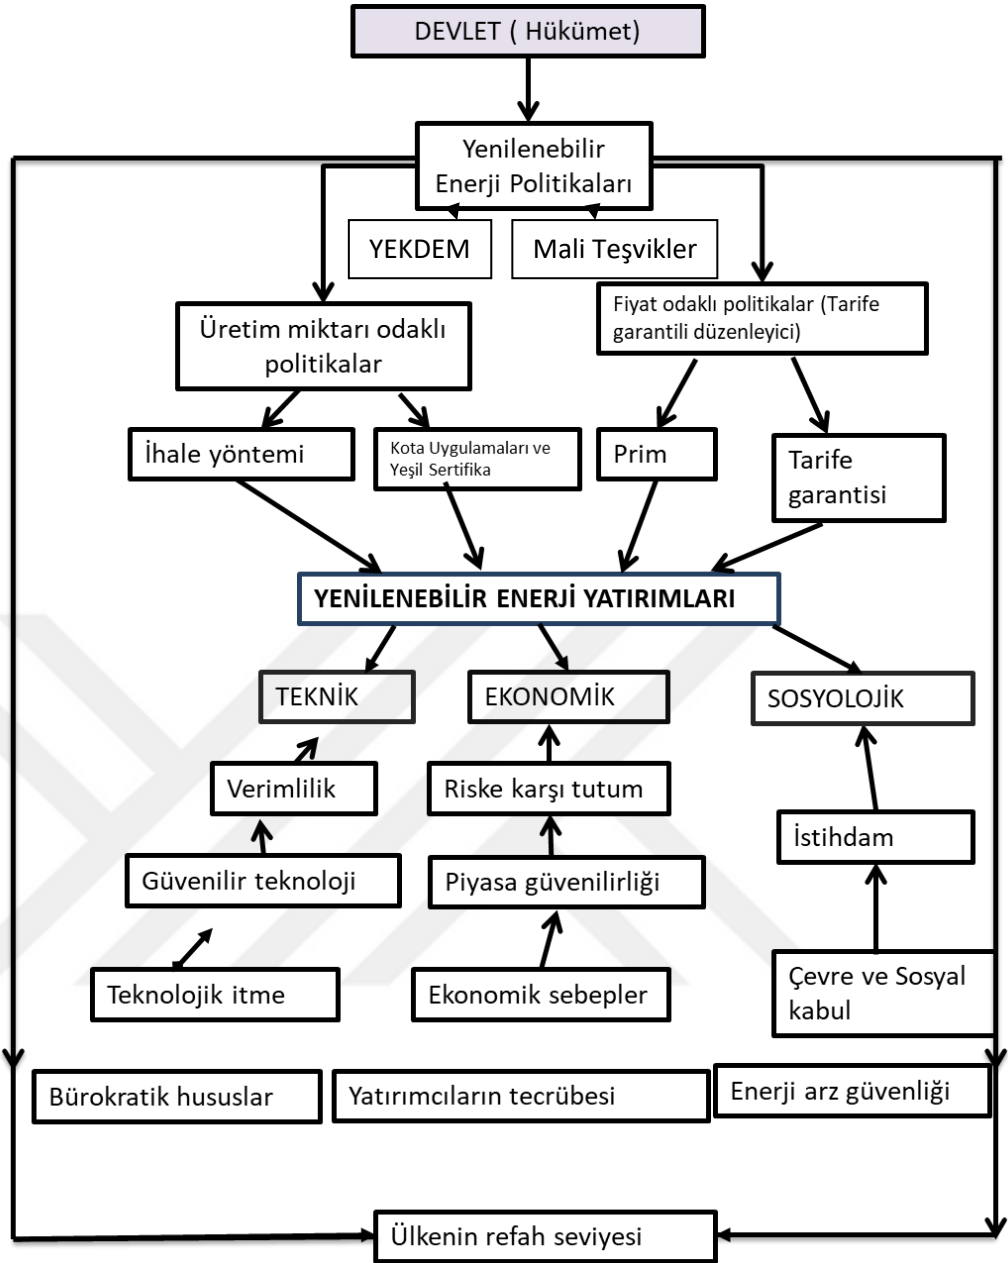 DEVLET ( Hükümet)
Yenilenebilir
Enerji Politikaları
YEKDEM
Mali Teşvikler
Üretim miktarı odaklı
politikalar
Fiyat odaklı politikalar (Tarife
garantili düzenleyici)
İhale yöntemi
Kota Uygulamaları ve
Yeşil Sertifika
Prim
Tarife
garantisi
YENİLENEBİLİR ENERJİ YATIRIMLARI
TEKNİK
EKONOMİK
SOSYOLOJİK
Verimlilik
Riske karşı tutum
İstihdam
Güvenilir teknoloji
Piyasa güvenilirliği
Teknolojik itme
Ekonomik sebepler
Çevre ve Sosyal
kabul
Bürokratik hususlar
Yatırımcıların tecrübesi
Enerji arz güvenliği
Ülkenin refah seviyesi